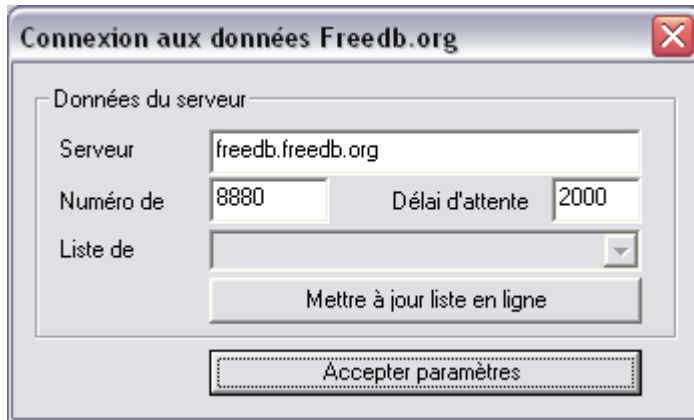 Connexion aux données Freedb.org
Données du serveur
Serveur freedb.freedb.org
Numéro de 8880 Délai d'attente 2000
Liste de
Mettre à jour liste en ligne
Accepter paramètres